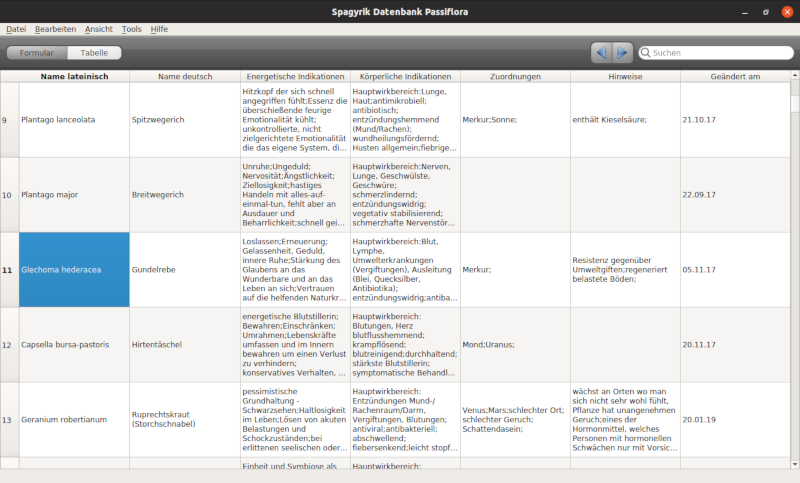 Spagyrik Datenbank Passiflora
Datei Bearbeiten Ansicht Tools Hilfe
Formular Tabelle Suchen
Name lateinisch Name deutsch Energetische Indikationen Körperliche Indikationen Zuordnungen Hinweise Geändert am
9
Plantago lanceolata
Spitzwegerich
Hitzkopf der sich schnell
angegriffen fühlt;Essenz die
überschießende feurige
Emotionalität kühlt;
unkontrollierte, nicht
zielgerichtete Emotionalität
die das eigene System, di...
Hauptwirkbereich:Lunge,
Haut;antimikrobiell;
antibiotisch;
entzündungshemmend
(Mund/Rachen);
wundheilungsfördernd;
Husten allgemein;fiebrige...
Merkur;Sonne;
enthält Kieselsäure;
21.10.17
10
Plantago major
Breitwegerich
Unruhe;Ungeduld;
Nervosität;Ängstlichkeit;
Ziellosigkeit;hastiges
Handeln mit alles-auf-
einmal-tun, fehlt aber an
Ausdauer und
Beharrlichkeit;schnell gei...
Hauptwirkbereich:Nerven,
Lunge, Geschwülste,
Geschwüre;
schmerzlindernd;
entzündungswidrig;
vegetativ stabilisierend;
schmerzhafte Nervenstör...
22.09.17
11
Glechoma hederacea
Gundelrebe
Loslassen;Erneuerung;
Gelassenheit, Geduld,
innere Ruhe;Stärkung des
Glaubens an das
Wunderbare und an das
Leben an sich;Vertrauen
auf die helfenden Naturkr...
Hauptwirkbereich:Blut,
Lymphe,
Umwelterkrankungen
(Vergiftungen), Ausleitung
(Blei, Quecksilber,
Antibiotika);
entzündungswidrig;antiba...
Merkur;
Resistenz gegenüber
Umweltgiften;regeneriert
belastete Böden;
05.11.17
12
Capsella bursa-pastoris
Hirtentäschel
energetische Blutstillerin;
Bewahren;Einschränken;
Umrahmen;Lebenskräfte
umfassen und im Innern
bewahren um einen Verlust
zu verhindern;
konservatives Verhalten, ...
Hauptwirkbereich:
Blutungen, Herz
blutflusshemmend;
krampflösend;
blutreinigend;durchhaltend;
stärkste Blutstillerin;
symptomatische Behandl...
Mond;Uranus;
20.11.17
13
Geranium robertianum
Ruprechtskraut
(Storchschnabel)
pessimistische
Grundhaltung -
Schwarzsehen;Haltlosigkeit
im Leben;Lösen von akuten
Belastungen und
Schockzuständen;bei
erlittenen seelischen oder...
Hauptwirkbereich:
Entzündungen Mund-/
Rachenraum/Darm,
Vergiftungen, Blutungen;
antiviral;antibakteriell;
abschwellend;
fiebersenkend;leicht stopf...
Venus;Mars;schlechter Ort;
schlechter Geruch;
Schattendasein;
wächst an Orten wo man
sich nicht sehr wohl fühlt,
Pflanze hat unangenehmen
Geruch;eines der
Hormonmittel, welches
Personen mit hormonellen
Schwächen nur mit Vorsic...
20.01.19
Einheit und Symbiose als
Hauptwirkbereich: